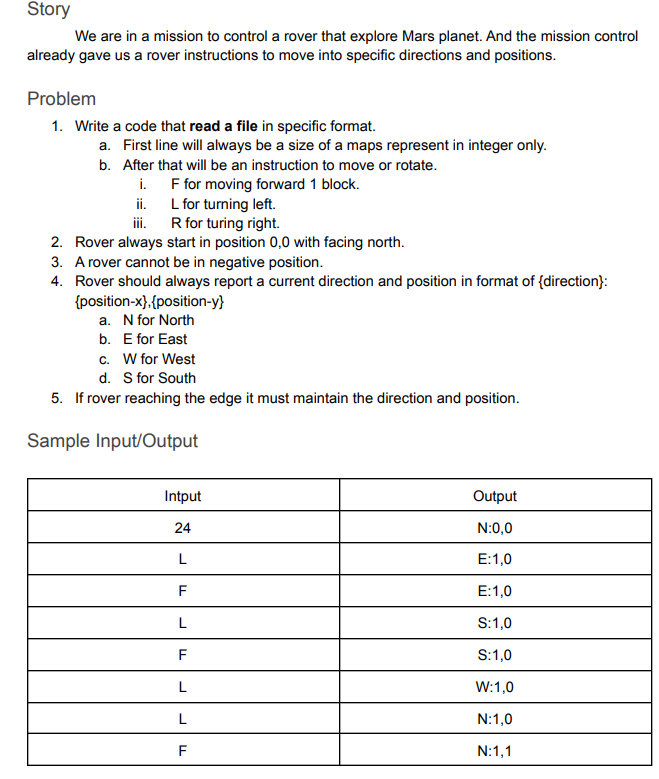 Story
We are in a mission to control a rover that explore Mars planet. And the mission control
already gave us a rover instructions to move into specific directions and positions.
Problem
1. Write a code that read a file in specific format.
a. First line will always be a size of a maps represent in integer only.
b. After that will be an instruction to move or rotate.
i. F for moving forward 1 block.
ii. L for turning left.
iii. R for turing right.
2. Rover always start in position 0,0 with facing north.
3. A rover cannot be in negative position.
4. Rover should always report a current direction and position in format of {direction}:
{position-x},{position-y}
a. N for North
b. E for East
c. W for West
d. S for South
5. If rover reaching the edge it must maintain the direction and position.
Sample Input/Output
Intput Output
24 N:0,0
L E:1,0
F E:1,0
L S:1,0
F S:1,0
L W:1,0
L N:1,0
F N:1,1